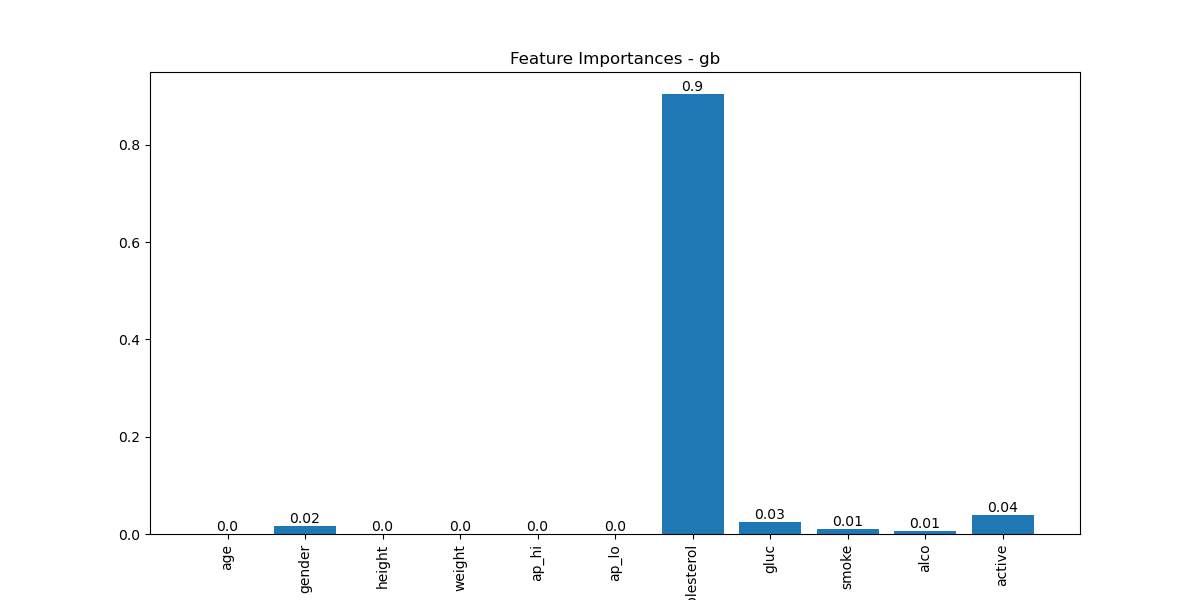 Feature Importances - gb
0.9
0.8
0.6
0.4
0.2
0.0
0.0
0.02
0.0
0.0
0.0
0.0
0.03
0.01
0.01
0.04
age
gender
height
weight
ap_hi
ap_lo
olesterol
gluc
smoke
alco
active